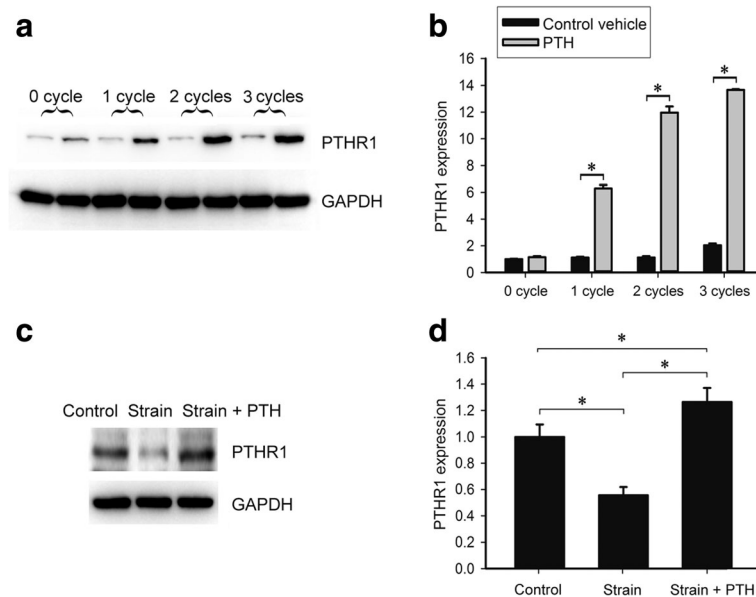 a
0 cycle 1 cycle 2 cycles 3 cycles
PTHR1
GAPDH
b
Control vehicle
PTH
PTHR1 expression
16
14
12
10
8
6
4
2
0
*
*
*
0 cycles 1 cycle 2 cycles 3 cycles
c
Control Strain Strain + PTH
PTHR1
GAPDH
d
PTHR1 expression
1.6
1.4
1.2
1.0
0.8
0.6
0.4
0.2
0.0
*
*
*
Control Strain Strain + PTH